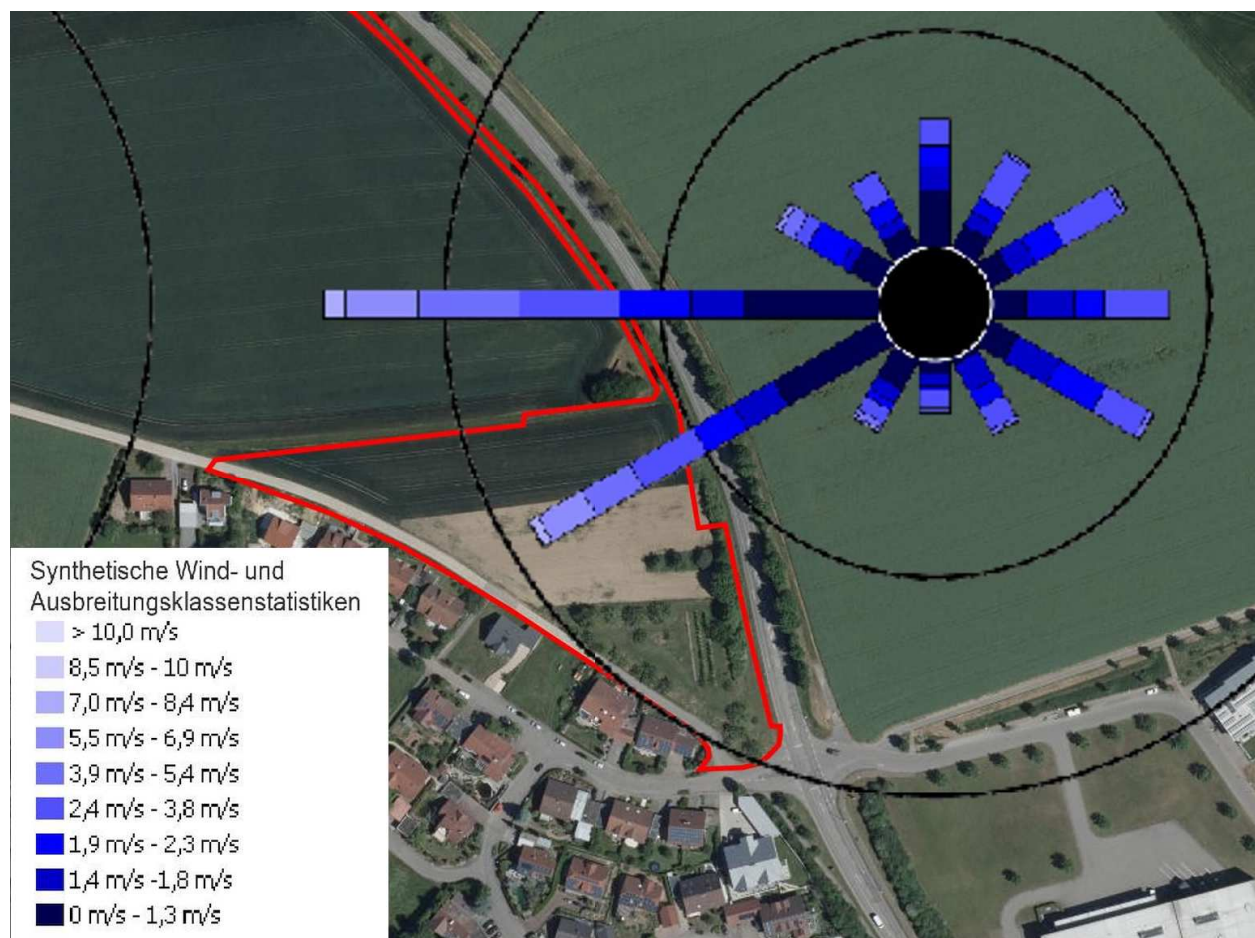 Synthetische Wind- und
Ausbreitungsklassenstatistiken
> 10,0 m/s
8,5 m/s - 10 m/s
7,0 m/s - 8,4 m/s
5,5 m/s - 6,9 m/s
3,9 m/s - 5,4 m/s
2,4 m/s - 3,8 m/s
1,9 m/s - 2,3 m/s
1,4 m/s -1,8 m/s
0 m/s - 1,3 m/s